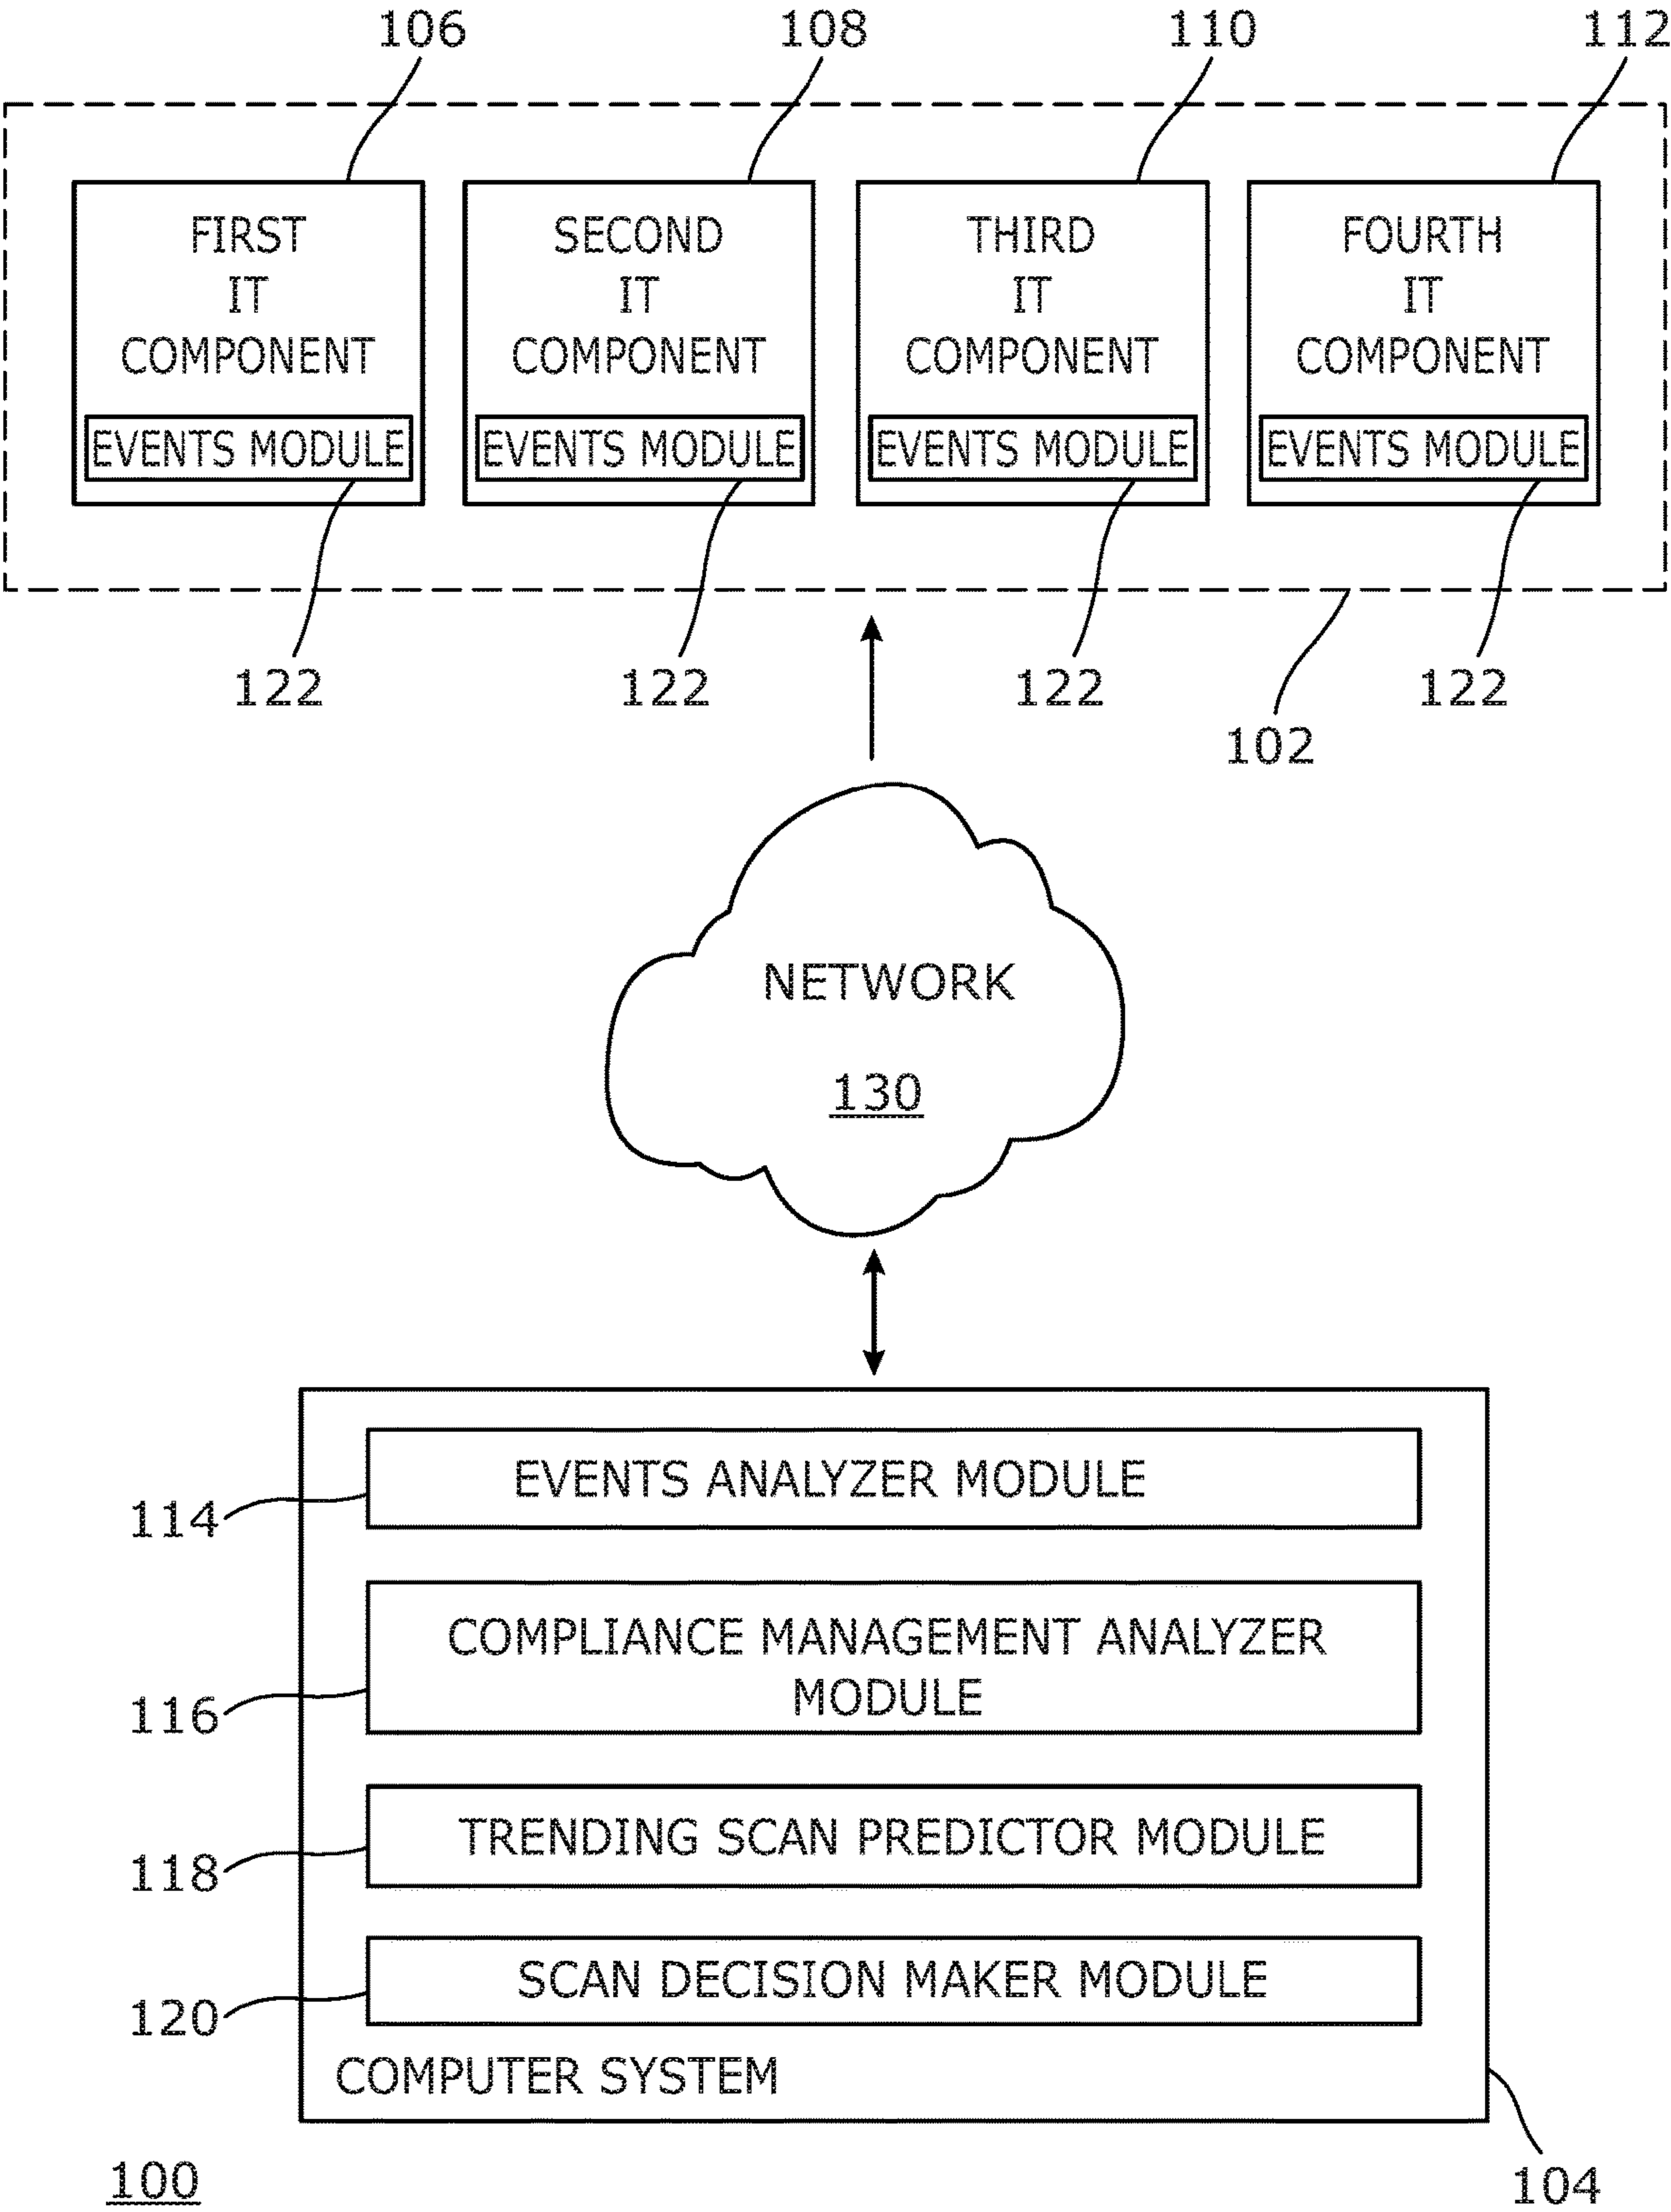 106
108
110
112
FIRST
IT
COMPONENT
EVENTS MODULE
SECOND
IT
COMPONENT
EVENTS MODULE
THIRD
IT
COMPONENT
EVENTS MODULE
FOURTH
IT
COMPONENT
EVENTS MODULE
122
122
122
122
102
NETWORK
130
EVENTS ANALYZER MODULE
114
COMPLIANCE MANAGEMENT ANALYZER
MODULE
116
TRENDING SCAN PREDICTOR MODULE
118
SCAN DECISION MAKER MODULE
120
COMPUTER SYSTEM
100
104